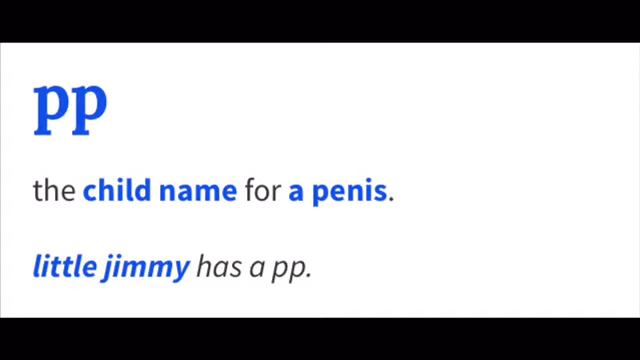 pp
the child name for a penis.
little jimmy has a pp.